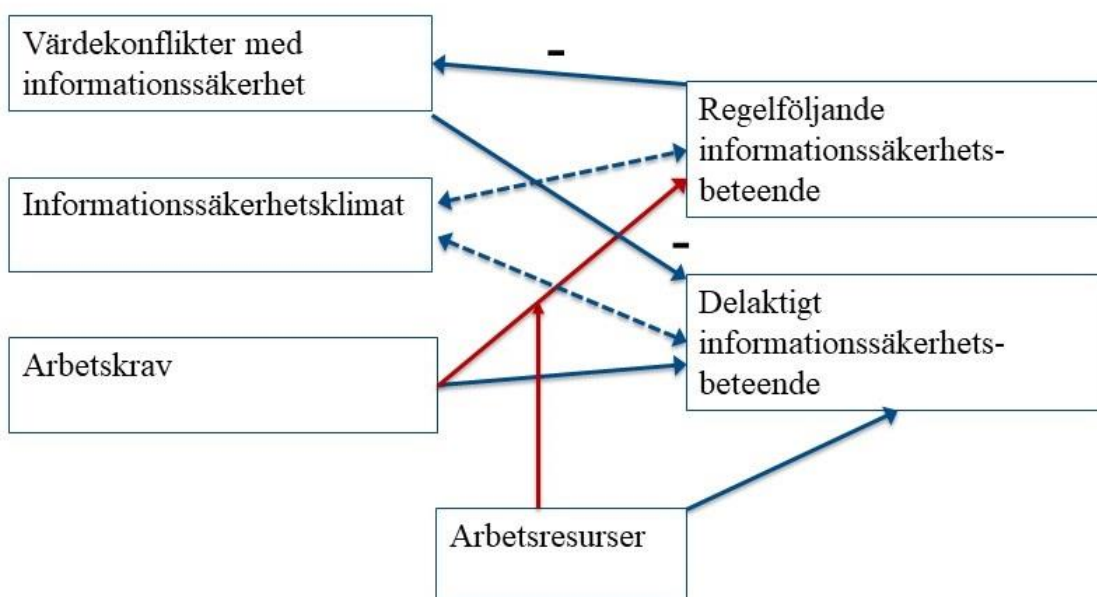 Värdekonflikter med
informationssäkerhet
-
Regelföljande
informationssäkerhets-
beteende
Informationssäkerhetsklimat
-
Delaktigt
informationssäkerhets-
beteende
Arbetskrav
Arbetsresurser